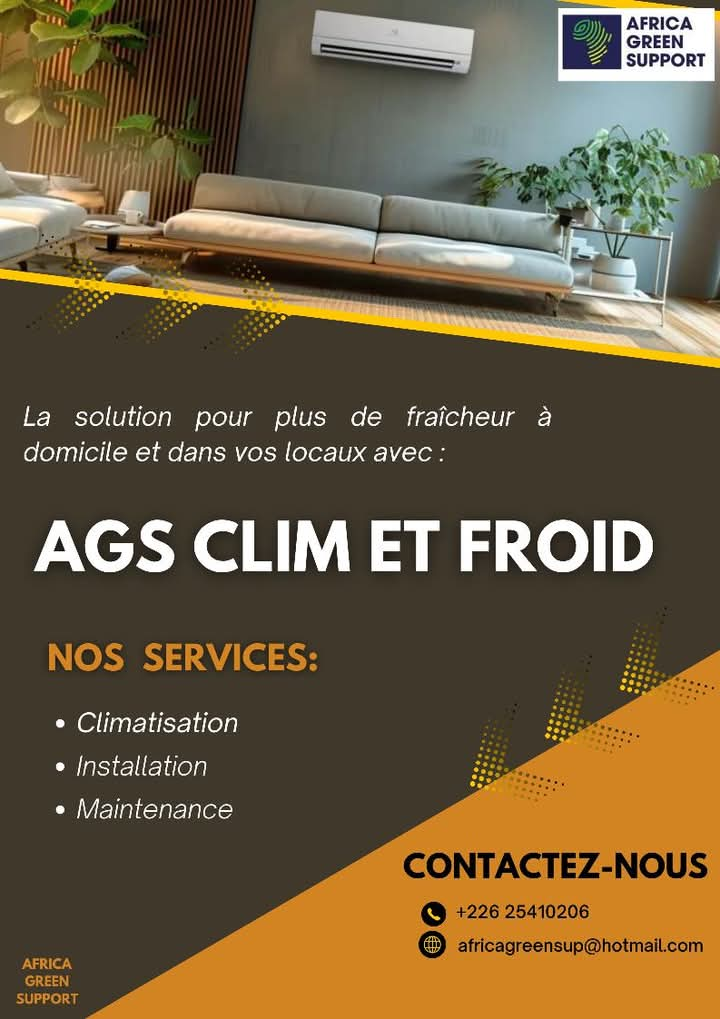 AFRICA
GREEN
SUPPORT
La solution pour plus de fraîcheur à
domicile et dans vos locaux avec :
AGS CLIM ET FROID
NOS SERVICES:
• Climatisation
• Installation
• Maintenance
CONTACTEZ-NOUS
+226 25410206
africagreensup@hotmail.com
AFRICA
GREEN
SUPPORT